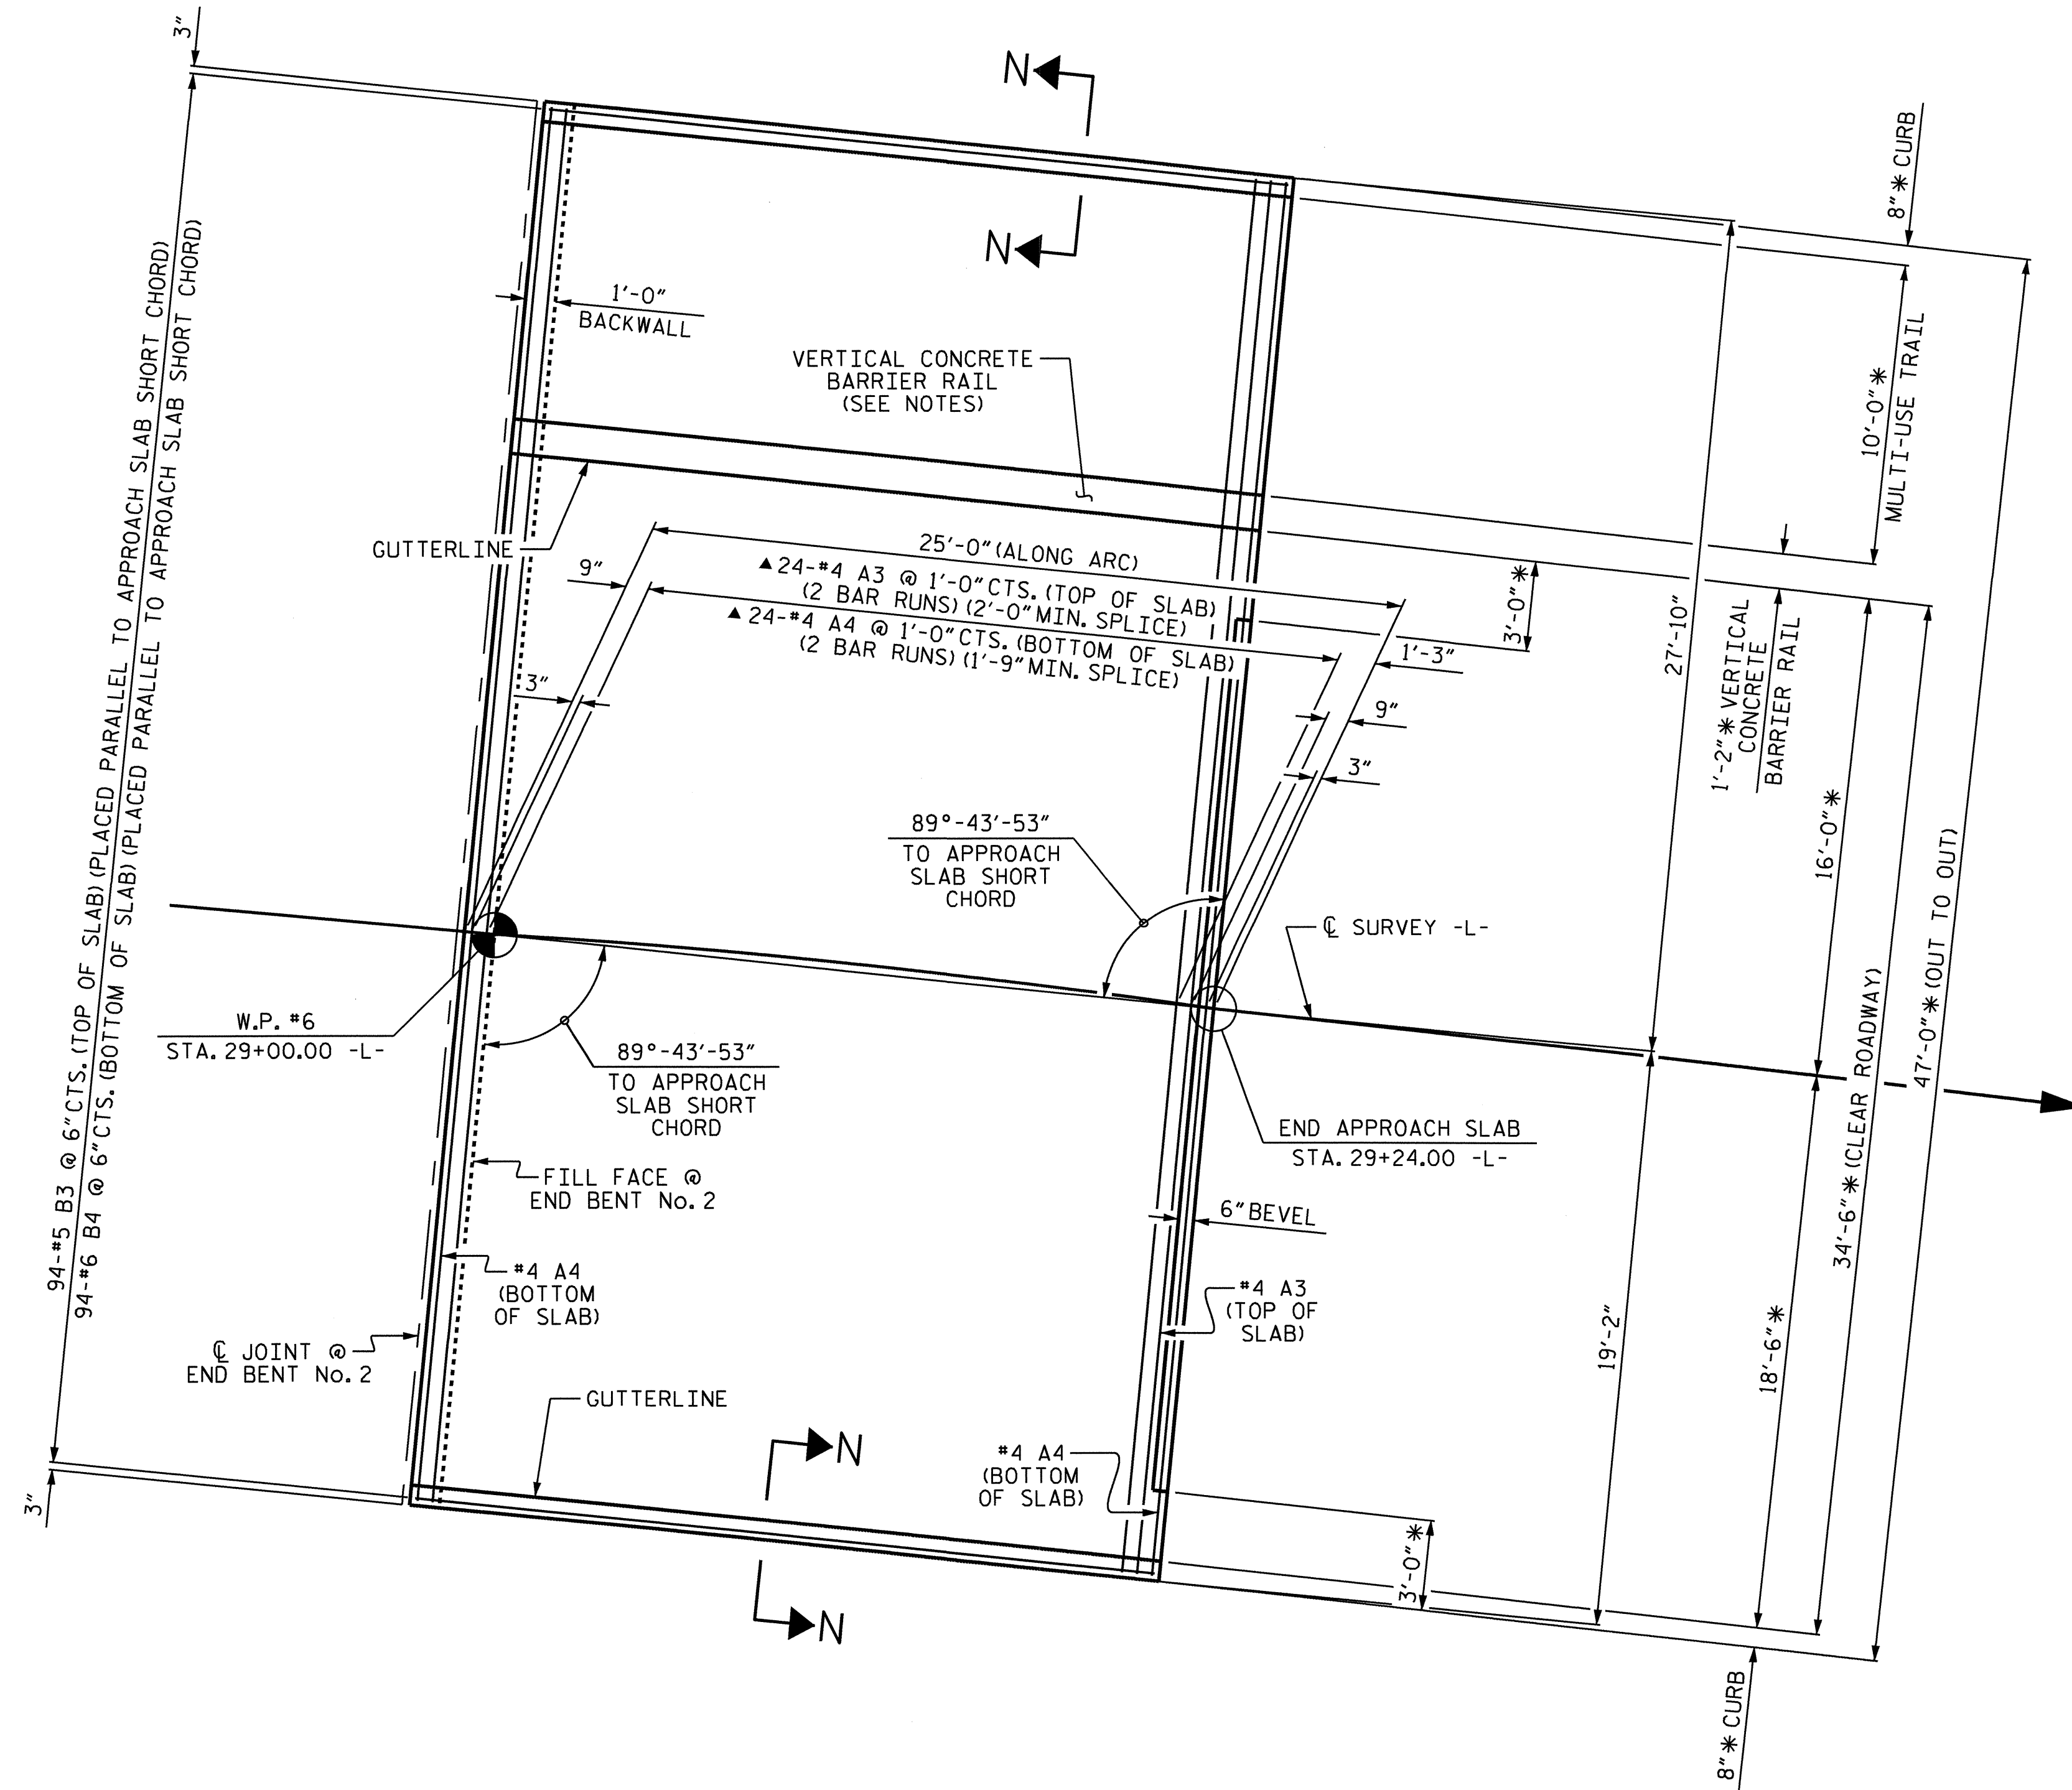 3"
N
N
8"* CURB
1'-0"
BACKWALL
VERTICAL CONCRETE
BARRIER RAIL
(SEE NOTES)
GUTTERLINE
10'-0"*
MULTI-USE TRAIL
94-#5 B3 @ 6"CTS. (TOP OF SLAB) (PLACED PARALLEL TO APPROACH SLAB SHORT CHORD)
94-#6 B4 @ 6"CTS. (BOTTOM OF SLAB) (PLACED PARALLEL TO APPROACH SLAB SHORT CHORD)
25'-0" (ALONG ARC)
▲24-#4 A3 @ 1'-0"CTS. (TOP OF SLAB)
(2 BAR RUNS) (2'-0"MIN. SPLICE)
▲24-#4 A4 @ 1'-0"CTS. (BOTTOM OF SLAB)
(2 BAR RUNS) (1'-9"MIN. SPLICE)
9"
3"
3'-0"*
1'-3"
9"
3"
27'-10"
1'-2"* VERTICAL
CONCRETE
BARRIER RAIL
16'-0"*
34'-6"* (CLEAR ROADWAY)
47'-0"* (OUT TO OUT)
89°-43'-53"
TO APPROACH
SLAB SHORT
CHORD
℄ SURVEY -L-
W.P. #6
STA. 29+00.00 -L-
89°-43'-53"
TO APPROACH
SLAB SHORT
CHORD
END APPROACH SLAB
STA. 29+24.00 -L-
FILL FACE @
END BENT No. 2
6"BEVEL
#4 A4
(BOTTOM
OF SLAB)
#4 A3
(TOP OF
SLAB)
℄ JOINT @
END BENT No. 2
GUTTERLINE
19'-2"
18'-6"*
N
#4 A4
(BOTTOM
OF SLAB)
3"
3'-0"*
N
8"* CURB